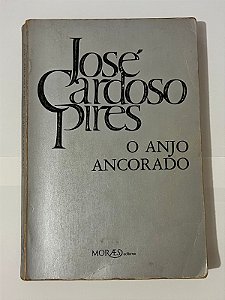 José
Cardoso
Pires
O ANJO
ANCORADO
MORÆS editores